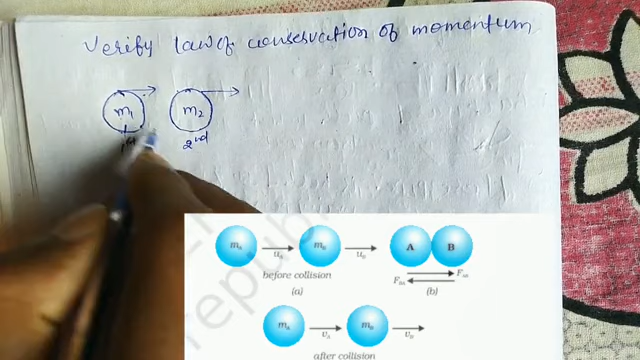 Verify law of conservation of momentum
m1 m2
1st 2nd
mA uA mB uB A B
FBA FAB
before collision
(a) (b)
mA vA mB vB
after collision